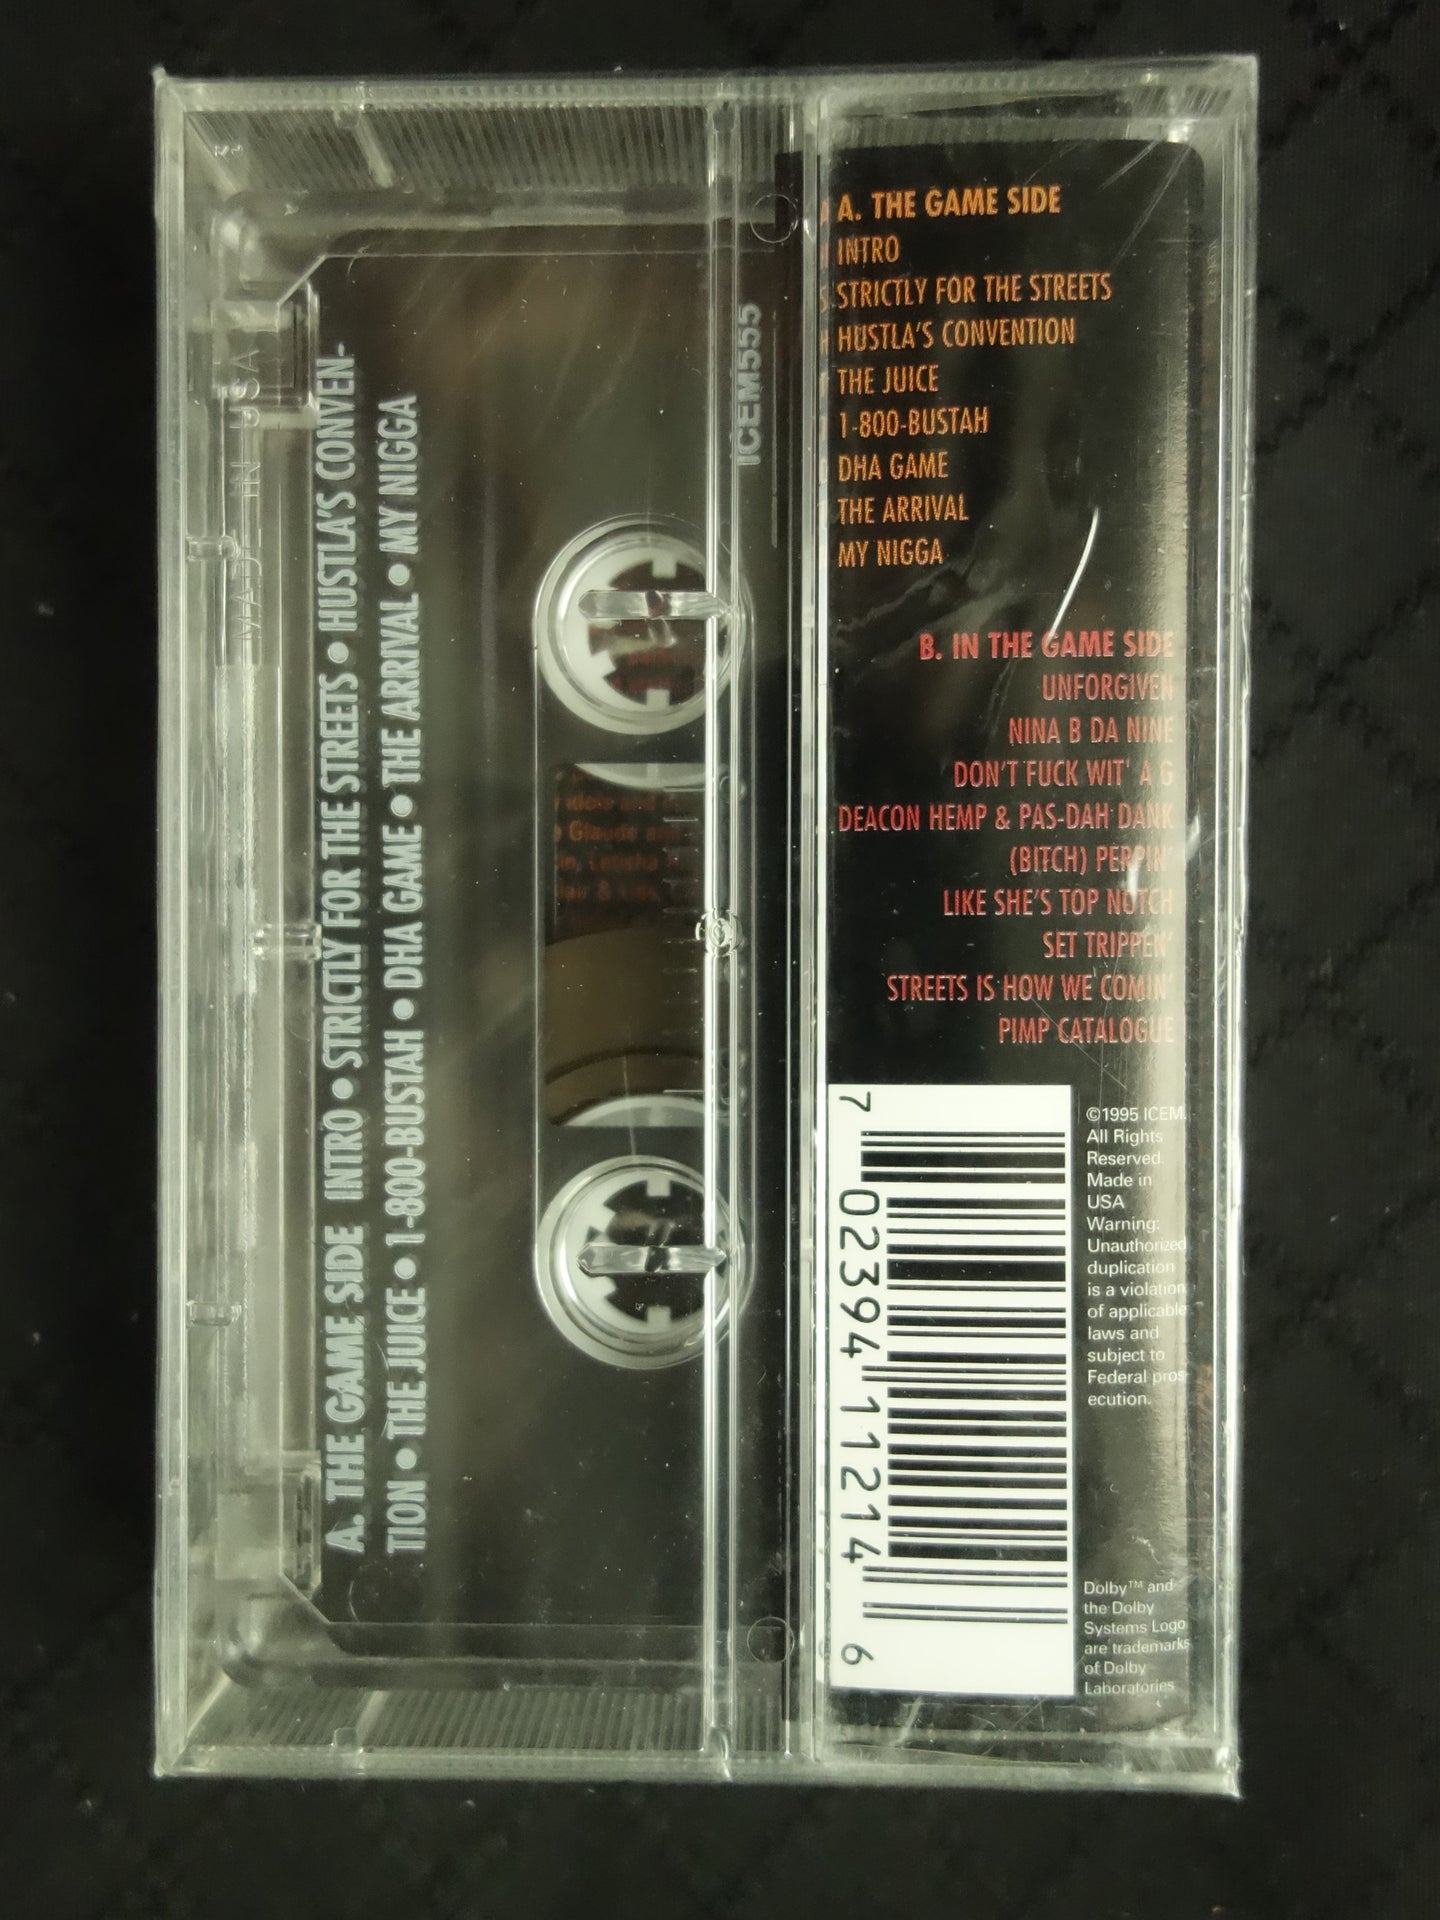 A. THE GAME SIDE
INTRO
STRICTLY FOR THE STREETS
HUSTLA'S CONVENTION
THE JUICE
1-800-BUSTAH
DHA GAME
THE ARRIVAL
MY NIGGA
B. IN THE GAME SIDE
UNFORGIVEN
NINA B DA NINE
DON'T FUCK WIT' A G
DEACON HEMP & PAS-DAH DANK
(BITCH) PERPIN'
LIKE SHE'S TOP NOTCH
SET TRIPPEN'
STREETS IS HOW WE COMIN'
PIMP CATALOGUE
©1995 ICEM.
All Rights
Reserved.
Made in
USA
Warning:
Unauthorized
duplication
is a violation
of applicable
laws and
subject to
Federal pros-
ecution.
7 02394 11214 6
Dolby™ and
the Dolby
Systems Logo
are trademarks
of Dolby
Laboratories
A. THE GAME SIDE INTRO • STRICTLY FOR THE STREETS • HUSTLA'S CONVEN-
TION • THE JUICE • 1-800-BUSTAH • DHA GAME • THE ARRIVAL • MY NIGGA
ICEM555
MADE IN USA
Glaude and
Letisha
& Lisa,